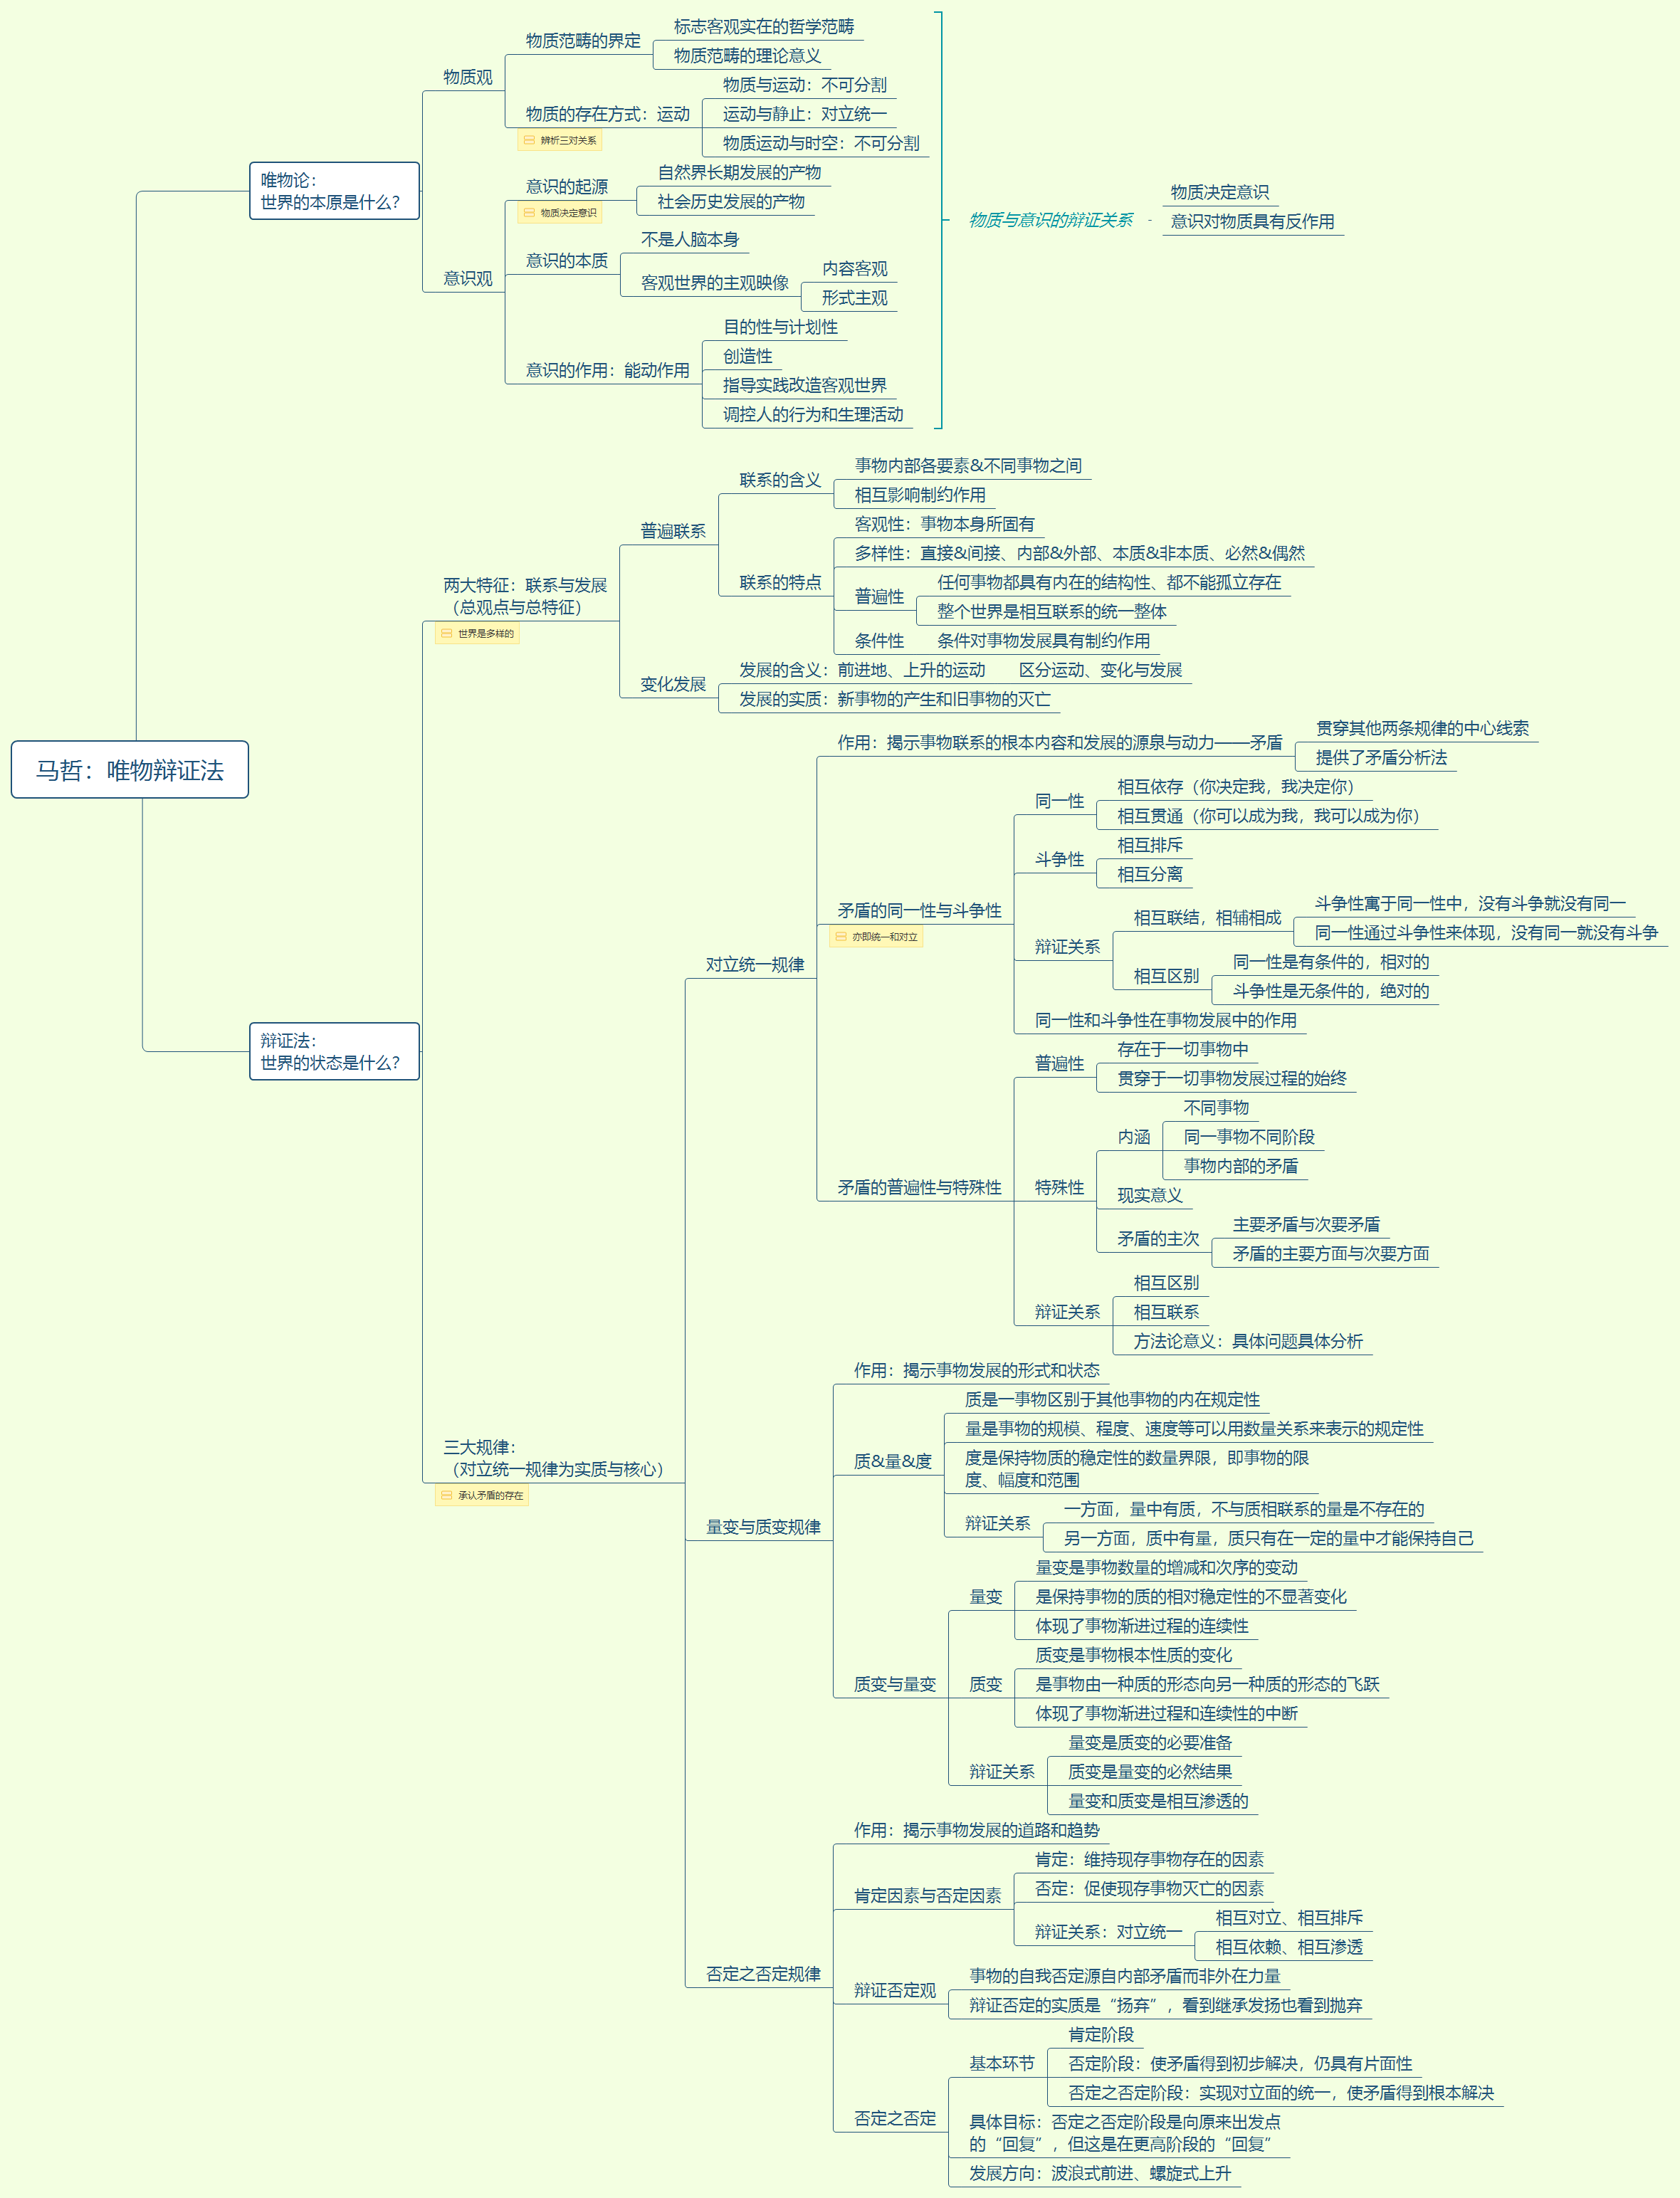 马哲：唯物辩证法
唯物论：
世界的本原是什么？
物质观
物质范畴的界定
标志客观实在的哲学范畴
物质范畴的理论意义
物质的存在方式：运动
辨析三对关系
物质与运动：不可分割
运动与静止：对立统一
物质运动与时空：不可分割
意识观
意识的起源
物质决定意识
自然界长期发展的产物
社会历史发展的产物
意识的本质
不是人脑本身
客观世界的主观映像
内容客观
形式主观
意识的作用：能动作用
目的性与计划性
创造性
指导实践改造客观世界
调控人的行为和生理活动
物质与意识的辩证关系
物质决定意识
意识对物质具有反作用
辩证法：
世界的状态是什么？
两大特征：联系与发展
（总观点与总特征）
世界是多样的
普遍联系
联系的含义
事物内部各要素&不同事物之间
相互影响制约作用
联系的特点
客观性：事物本身所固有
多样性：直接&间接、内部&外部、本质&非本质、必然&偶然
普遍性
任何事物都具有内在的结构性、都不能孤立存在
整个世界是相互联系的统一整体
条件性
条件对事物发展具有制约作用
变化发展
发展的含义：前进地、上升的运动
区分运动、变化与发展
发展的实质：新事物的产生和旧事物的灭亡
三大规律：
（对立统一规律为实质与核心）
承认矛盾的存在
对立统一规律
作用：揭示事物联系的根本内容和发展的源泉与动力——矛盾
贯穿其他两条规律的中心线索
提供了矛盾分析法
矛盾的同一性与斗争性
亦即统一和对立
同一性
相互依存（你决定我，我决定你）
相互贯通（你可以成为我，我可以成为你）
斗争性
相互排斥
相互分离
辩证关系
相互联结，相辅相成
斗争性寓于同一性中，没有斗争就没有同一
同一性通过斗争性来体现，没有同一就没有斗争
相互区别
同一性是有条件的，相对的
斗争性是无条件的，绝对的
同一性和斗争性在事物发展中的作用
矛盾的普遍性与特殊性
普遍性
存在于一切事物中
贯穿于一切事物发展过程的始终
特殊性
内涵
不同事物
同一事物不同阶段
事物内部的矛盾
现实意义
矛盾的主次
主要矛盾与次要矛盾
矛盾的主要方面与次要方面
辩证关系
相互区别
相互联系
方法论意义：具体问题具体分析
量变与质变规律
作用：揭示事物发展的形式和状态
质&量&度
质是一事物区别于其他事物的内在规定性
量是事物的规模、程度、速度等可以用数量关系来表示的规定性
度是保持物质的稳定性的数量界限，即事物的限
度、幅度和范围
辩证关系
一方面，量中有质，不与质相联系的量是不存在的
另一方面，质中有量，质只有在一定的量中才能保持自己
质变与量变
量变
量变是事物数量的增减和次序的变动
是保持事物的质的相对稳定性的不显著变化
体现了事物渐进过程的连续性
质变
质变是事物根本性质的变化
是事物由一种质的形态向另一种质的形态的飞跃
体现了事物渐进过程和连续性的中断
辩证关系
量变是质变的必要准备
质变是量变的必然结果
量变和质变是相互渗透的
否定之否定规律
作用：揭示事物发展的道路和趋势
肯定因素与否定因素
肯定：维持现存事物存在的因素
否定：促使现存事物灭亡的因素
辩证关系：对立统一
相互对立、相互排斥
相互依赖、相互渗透
辩证否定观
事物的自我否定源自内部矛盾而非外在力量
辩证否定的实质是“扬弃”，看到继承发扬也看到抛弃
否定之否定
基本环节
肯定阶段
否定阶段：使矛盾得到初步解决，仍具有片面性
否定之否定阶段：实现对立面的统一，使矛盾得到根本解决
具体目标：否定之否定阶段是向原来出发点
的“回复”，但这是在更高阶段的“回复”
发展方向：波浪式前进、螺旋式上升